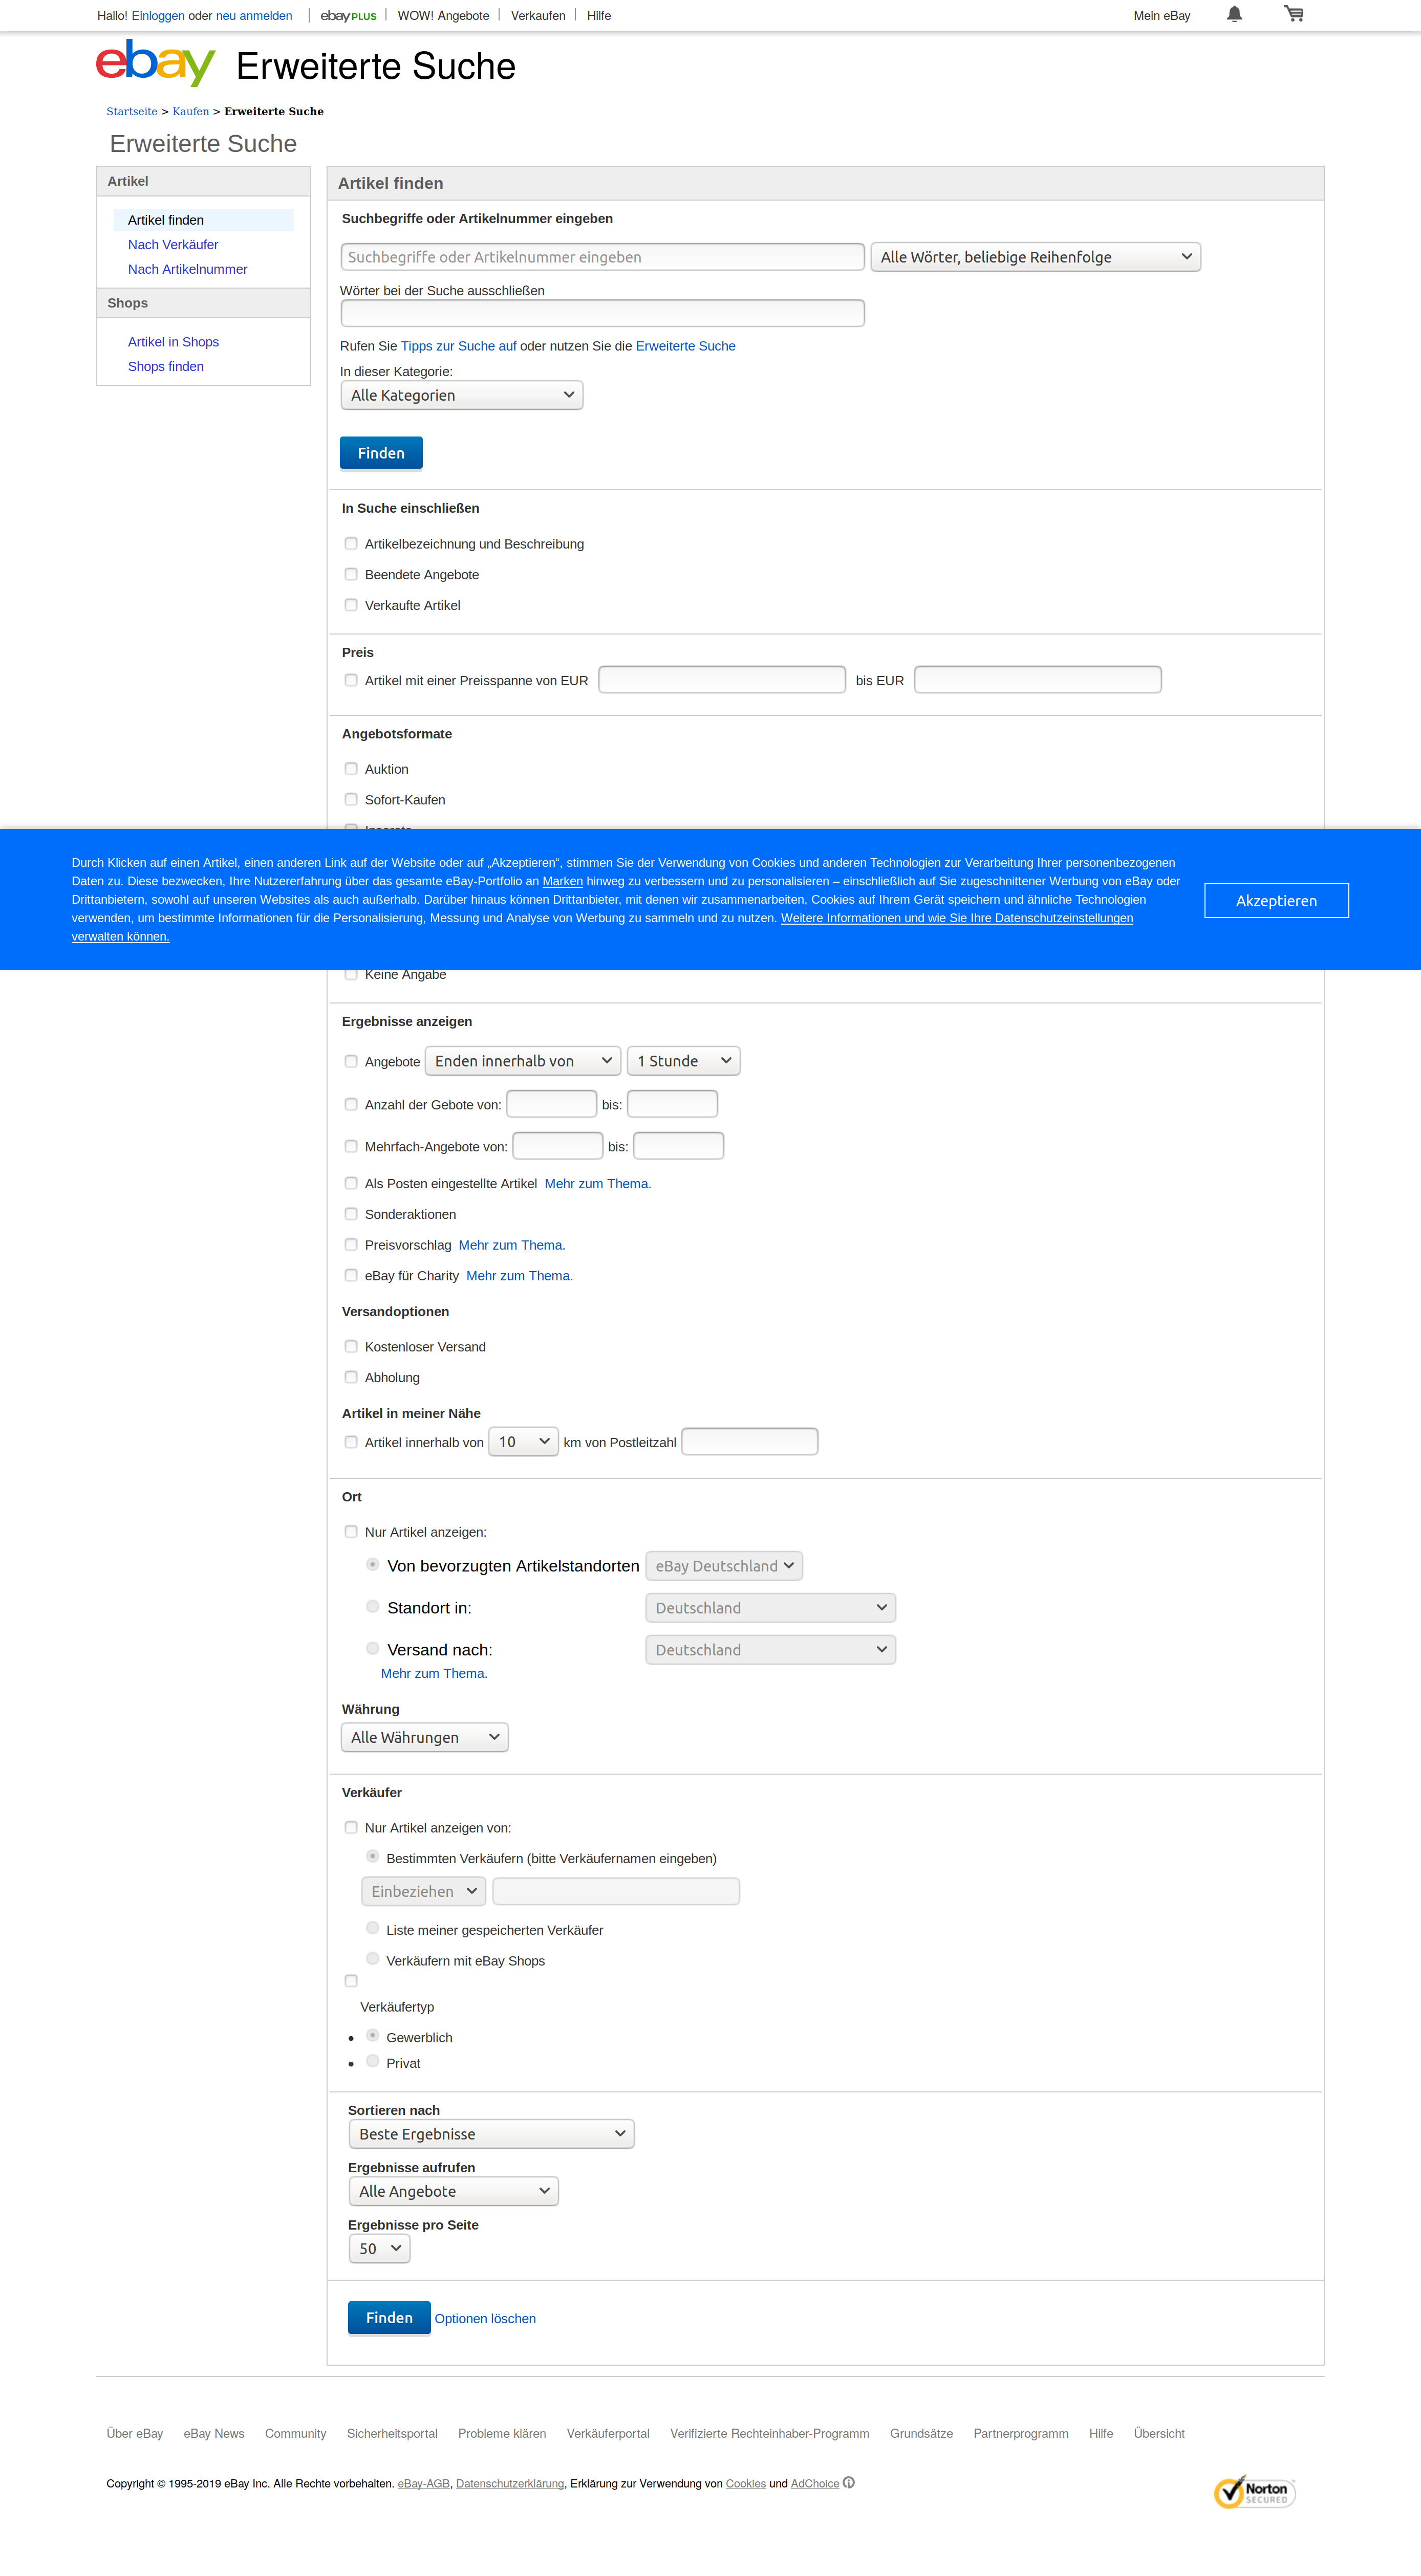 Hallo! Einloggen oder neu anmelden ebay PLUS WOW! Angebote Verkaufen Hilfe Mein eBay
ebay Erweiterte Suche
Startseite > Kaufen > Erweiterte Suche
Erweiterte Suche
Artikel
Artikel finden
Nach Verkäufer
Nach Artikelnummer
Shops
Artikel in Shops
Shops finden
Artikel finden
Suchbegriffe oder Artikelnummer eingeben
Suchbegriffe oder Artikelnummer eingeben Alle Wörter, beliebige Reihenfolge
Wörter bei der Suche ausschließen
Rufen Sie Tipps zur Suche auf oder nutzen Sie die Erweiterte Suche
In dieser Kategorie:
Alle Kategorien
Finden
In Suche einschließen
Artikelbezeichnung und Beschreibung
Beendete Angebote
Verkaufte Artikel
Preis
Artikel mit einer Preisspanne von EUR bis EUR
Angebotsformate
Auktion
Sofort-Kaufen
Durch Klicken auf einen Artikel, einen anderen Link auf der Website oder auf „Akzeptieren“, stimmen Sie der Verwendung von Cookies und anderen Technologien zur Verarbeitung Ihrer personenbezogenen
Daten zu. Diese bezwecken, Ihre Nutzererfahrung über das gesamte eBay-Portfolio an Marken hinweg zu verbessern und zu personalisieren – einschließlich auf Sie zugeschnittener Werbung von eBay oder
Drittanbietern, sowohl auf unseren Websites als auch außerhalb. Darüber hinaus können Drittanbieter, mit denen wir zusammenarbeiten, Cookies auf Ihrem Gerät speichern und ähnliche Technologien
verwenden, um bestimmte Informationen für die Personalisierung, Messung und Analyse von Werbung zu sammeln und zu nutzen. Weitere Informationen und wie Sie Ihre Datenschutzeinstellungen
verwalten können.
Akzeptieren
Keine Angabe
Ergebnisse anzeigen
Angebote Enden innerhalb von 1 Stunde
Anzahl der Gebote von: bis:
Mehrfach-Angebote von: bis:
Als Posten eingestellte Artikel Mehr zum Thema.
Sonderaktionen
Preisvorschlag Mehr zum Thema.
eBay für Charity Mehr zum Thema.
Versandoptionen
Kostenloser Versand
Abholung
Artikel in meiner Nähe
Artikel innerhalb von 10 km von Postleitzahl
Ort
Nur Artikel anzeigen:
Von bevorzugten Artikelstandorten eBay Deutschland
Standort in: Deutschland
Versand nach: Deutschland
Mehr zum Thema.
Währung
Alle Währungen
Verkäufer
Nur Artikel anzeigen von:
Bestimmten Verkäufern (bitte Verkäufernamen eingeben)
Einbeziehen
Liste meiner gespeicherten Verkäufer
Verkäufern mit eBay Shops
Verkäufertyp
• Gewerblich
• Privat
Sortieren nach
Beste Ergebnisse
Ergebnisse aufrufen
Alle Angebote
Ergebnisse pro Seite
50
Finden Optionen löschen
Über eBay eBay News Community Sicherheitsportal Probleme klären Verkäuferportal Verifizierte Rechteinhaber-Programm Grundsätze Partnerprogramm Hilfe Übersicht
Copyright © 1995-2019 eBay Inc. Alle Rechte vorbehalten. eBay-AGB, Datenschutzerklärung, Erklärung zur Verwendung von Cookies und AdChoice
Norton
SECURED